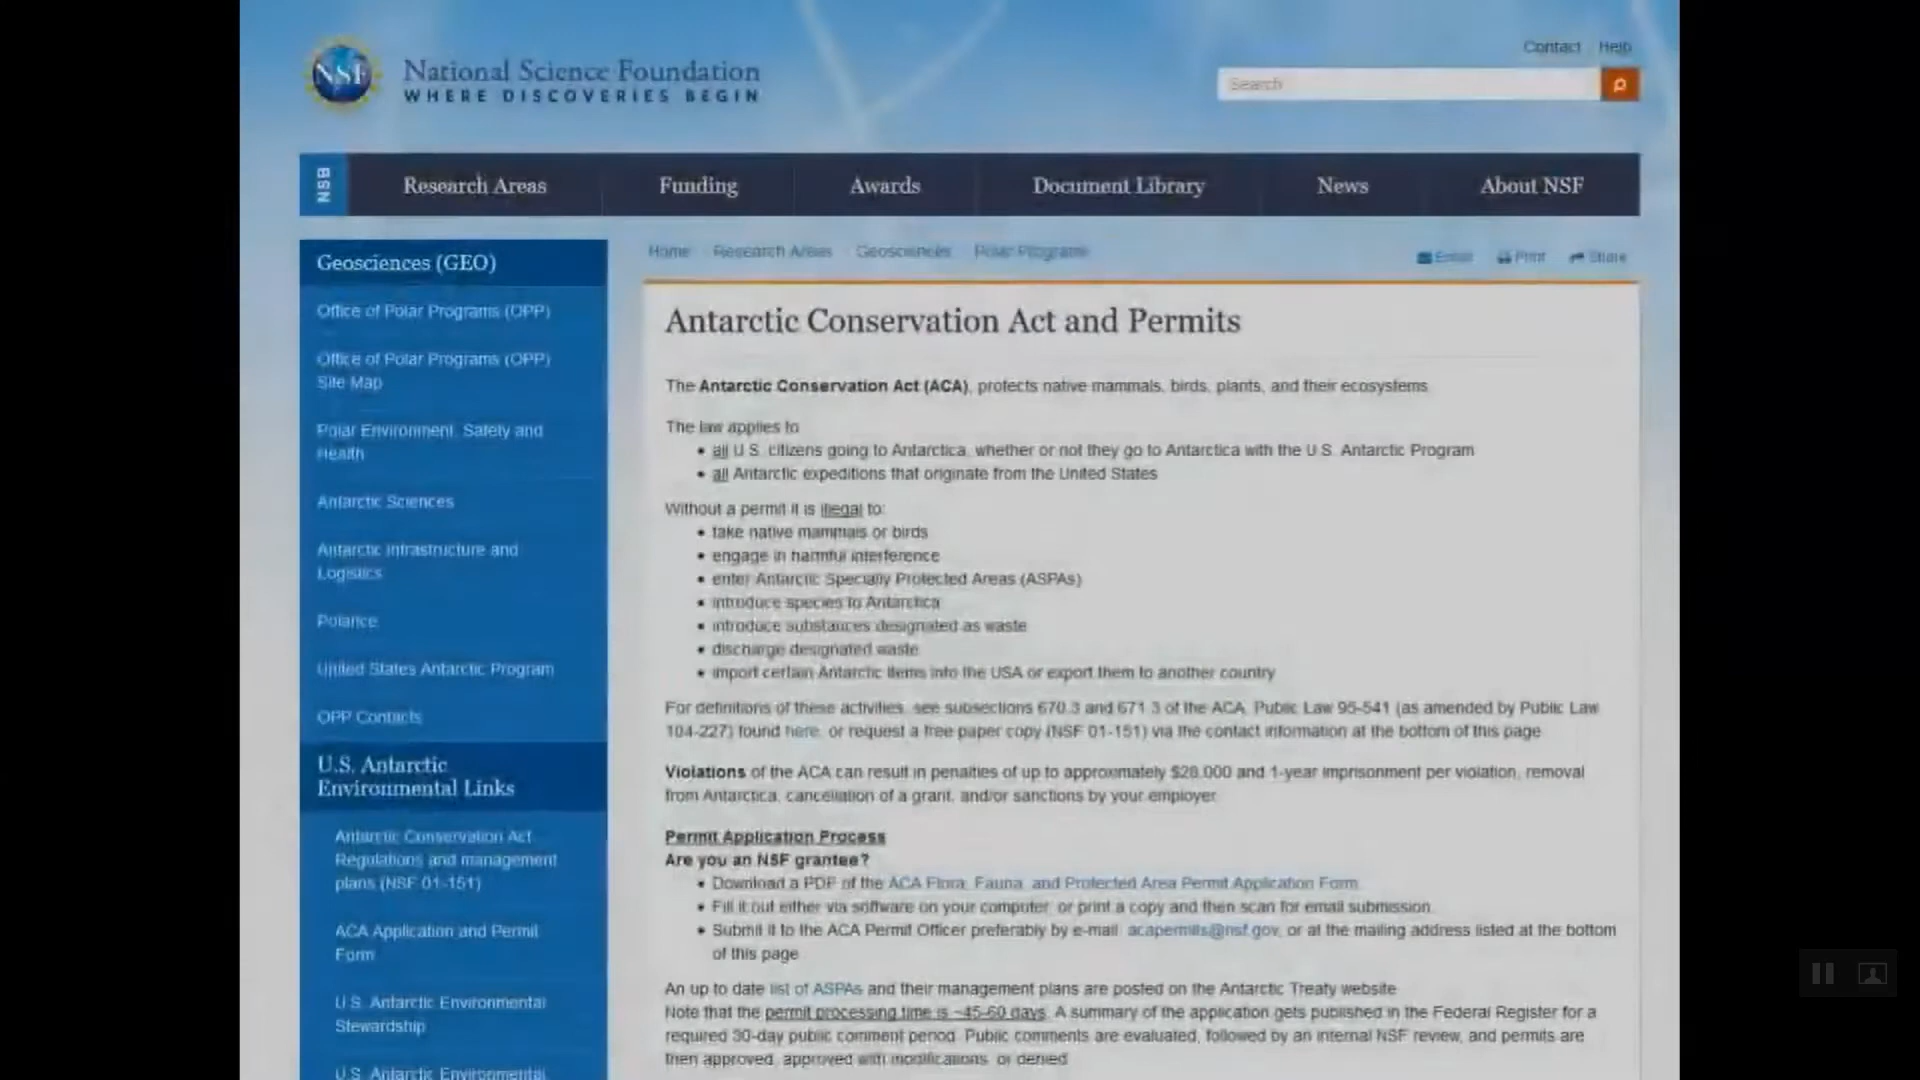 Contact Help
NSF National Science Foundation
WHERE DISCOVERIES BEGIN
Search
NSB Research Areas Funding Awards Document Library News About NSF
Home Research Areas Geosciences Polar Programs
Email Print Share
Geosciences (GEO)
Office of Polar Programs (OPP)
Office of Polar Programs (OPP)
Site Map
Polar Environment, Safety and
Health
Antarctic Sciences
Antarctic Infrastructure and
Logistics
PolarIce
United States Antarctic Program
OPP Contacts
U.S. Antarctic
Environmental Links
Antarctic Conservation Act
Regulations and management
plans (NSF 01-151)
ACA Application and Permit
Form
U.S. Antarctic Environmental
Stewardship
U.S. Antarctic Environmental
Antarctic Conservation Act and Permits
The Antarctic Conservation Act (ACA), protects native mammals, birds, plants, and their ecosystems.
The law applies to
• all U.S. citizens going to Antarctica, whether or not they go to Antarctica with the U.S. Antarctic Program
• all Antarctic expeditions that originate from the United States
Without a permit it is illegal to:
• take native mammals or birds
• engage in harmful interference
• enter Antarctic Specially Protected Areas (ASPAs)
• introduce species to Antarctica
• introduce substances designated as waste
• discharge designated waste
• import certain Antarctic items into the USA or export them to another country
For definitions of these activities, see subsections 670.3 and 671.3 of the ACA, Public Law 95-541 (as amended by Public Law
104-227) found here, or request a free paper copy (NSF 01-151) via the contact information at the bottom of this page.
Violations of the ACA can result in penalties of up to approximately $28,000 and 1-year imprisonment per violation, removal
from Antarctica, cancellation of a grant, and/or sanctions by your employer.
Permit Application Process
Are you an NSF grantee?
• Download a PDF of the ACA Flora, Fauna, and Protected Area Permit Application Form.
• Fill it out either via software on your computer, or print a copy and then scan for email submission.
• Submit it to the ACA Permit Officer preferably by e-mail, acapermits@nsf.gov, or at the mailing address listed at the bottom
of this page
An up to date list of ASPAs and their management plans are posted on the Antarctic Treaty website
Note that the permit processing time is ~45-60 days. A summary of the application gets published in the Federal Register for a
required 30-day public comment period. Public comments are evaluated, followed by an internal NSF review, and permits are
then approved, approved with modifications, or denied.